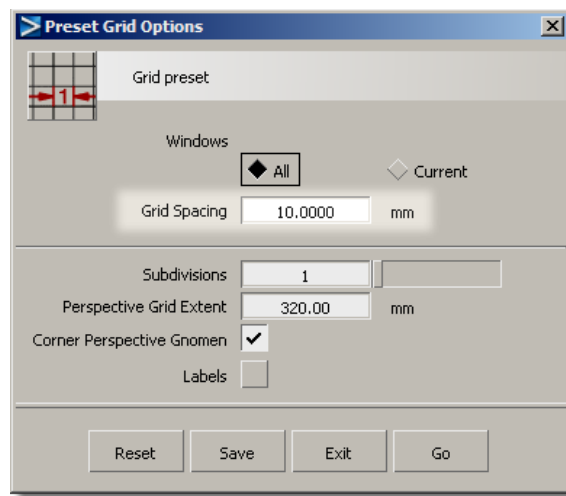 Preset Grid Options
1
Grid preset
Windows
All Current
Grid Spacing 10.0000 mm
Subdivisions 1
Perspective Grid Extent 320.00 mm
Corner Perspective Gnomen
Labels
Reset Save Exit Go